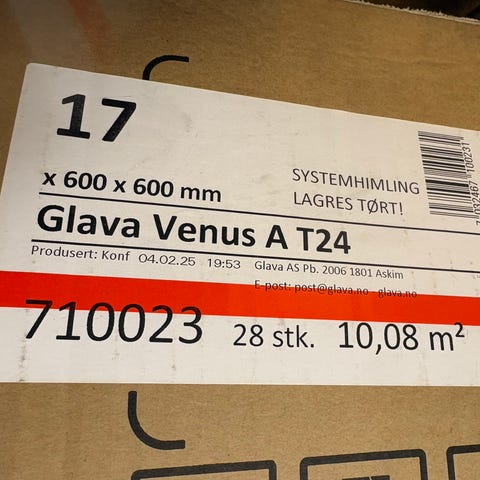 17
x 600 x 600 mm
SYSTEMHIMLING
LAGRES TØRT!
Glava Venus A T24
Produsert: Konf 04.02.25 19:53 Glava AS Pb. 2006 1801 Askim
E-post: post@glava.no - glava.no
710023 28 stk. 10,08 m²